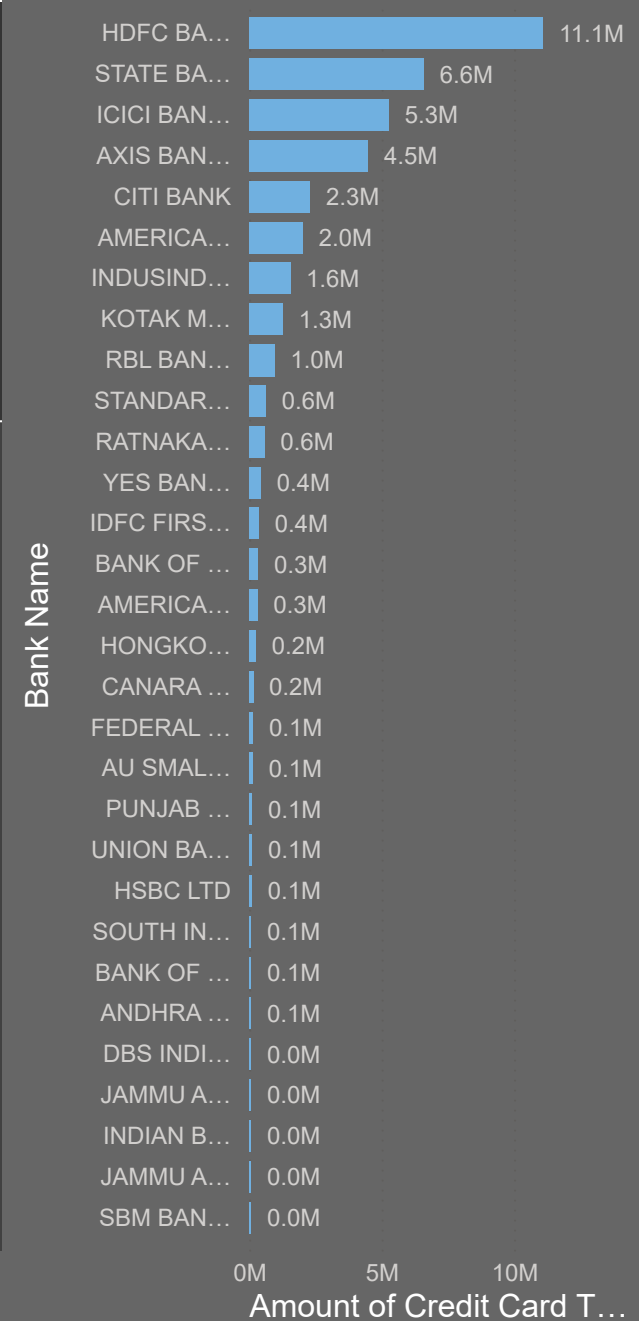 HDFC BA… 11.1M
STATE BA… 6.6M
ICICI BAN… 5.3M
AXIS BAN… 4.5M
CITI BANK 2.3M
AMERICA… 2.0M
INDUSIND… 1.6M
KOTAK M… 1.3M
RBL BAN… 1.0M
STANDAR… 0.6M
RATNAKA… 0.6M
YES BAN… 0.4M
IDFC FIRS… 0.4M
BANK OF … 0.3M
AMERICA… 0.3M
HONGKO… 0.2M
CANARA … 0.2M
FEDERAL … 0.1M
AU SMAL… 0.1M
PUNJAB … 0.1M
UNION BA… 0.1M
HSBC LTD 0.1M
SOUTH IN… 0.1M
BANK OF … 0.1M
ANDHRA … 0.1M
DBS INDI… 0.0M
JAMMU A… 0.0M
INDIAN B… 0.0M
JAMMU A… 0.0M
SBM BAN… 0.0M
Bank Name
0M 5M 10M
Amount of Credit Card T…